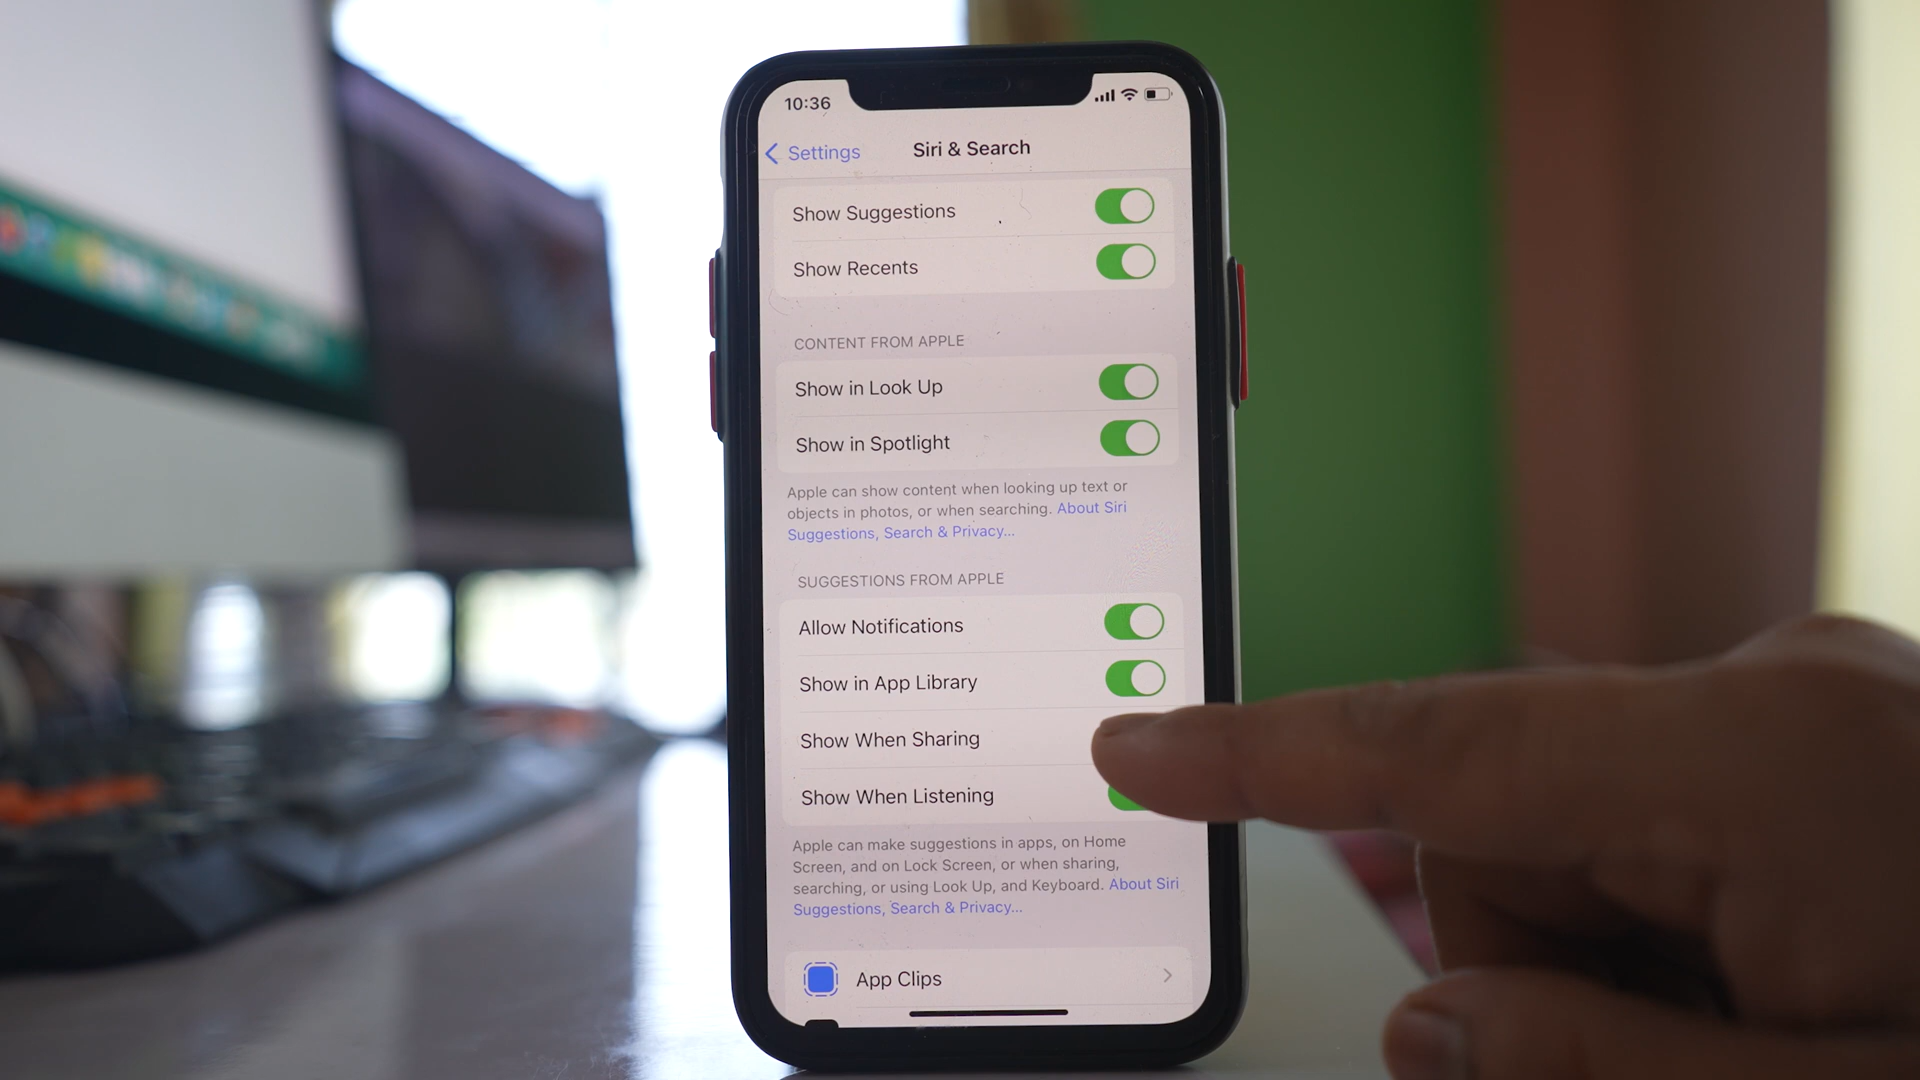 10:36
Settings
Siri & Search
Show Suggestions
Show Recents
CONTENT FROM APPLE
Show in Look Up
Show in Spotlight
Apple can show content when looking up text or
objects in photos, or when searching. About Siri
Suggestions, Search & Privacy...
SUGGESTIONS FROM APPLE
Allow Notifications
Show in App Library
Show When Sharing
Show When Listening
Apple can make suggestions in apps, on Home
Screen, and on Lock Screen, or when sharing,
searching, or using Look Up, and Keyboard. About Siri
Suggestions, Search & Privacy...
App Clips